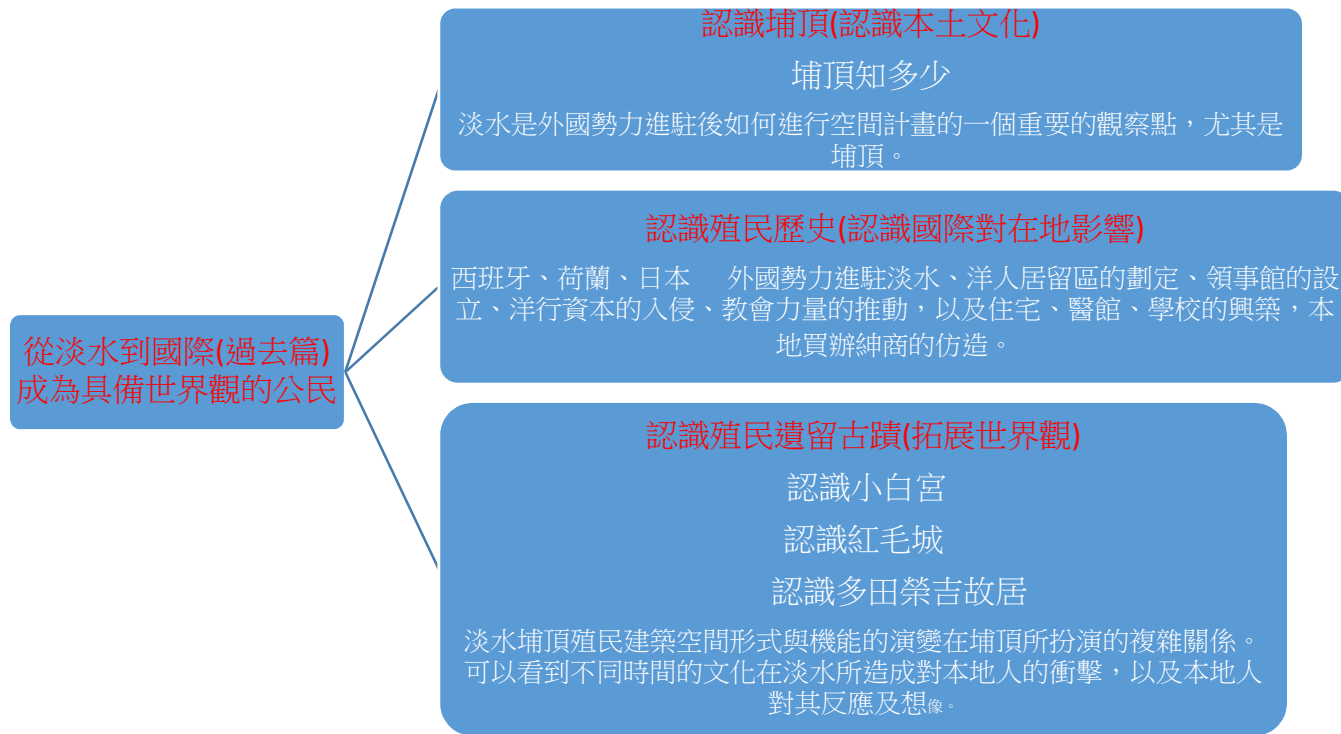 認識埔頂(認識本土文化)
埔頂知多少
淡水是外國勢力進駐後如何進行空間計畫的一個重要的觀察點，尤其是
埔頂。
認識殖民歷史(認識國際對在地影響)
西班牙、荷蘭、日本　外國勢力進駐淡水、洋人居留區的劃定、領事館的設
立、洋行資本的入侵、教會力量的推動，以及住宅、醫館、學校的興築，本
地買辦紳商的仿造。
從淡水到國際(過去篇)
成為具備世界觀的公民
認識殖民遺留古蹟(拓展世界觀)
認識小白宮
認識紅毛城
認識多田榮吉故居
淡水埔頂殖民建築空間形式與機能的演變在埔頂所扮演的複雜關係。
可以看到不同時間的文化在淡水所造成對本地人的衝擊，以及本地人
對其反應及想像。